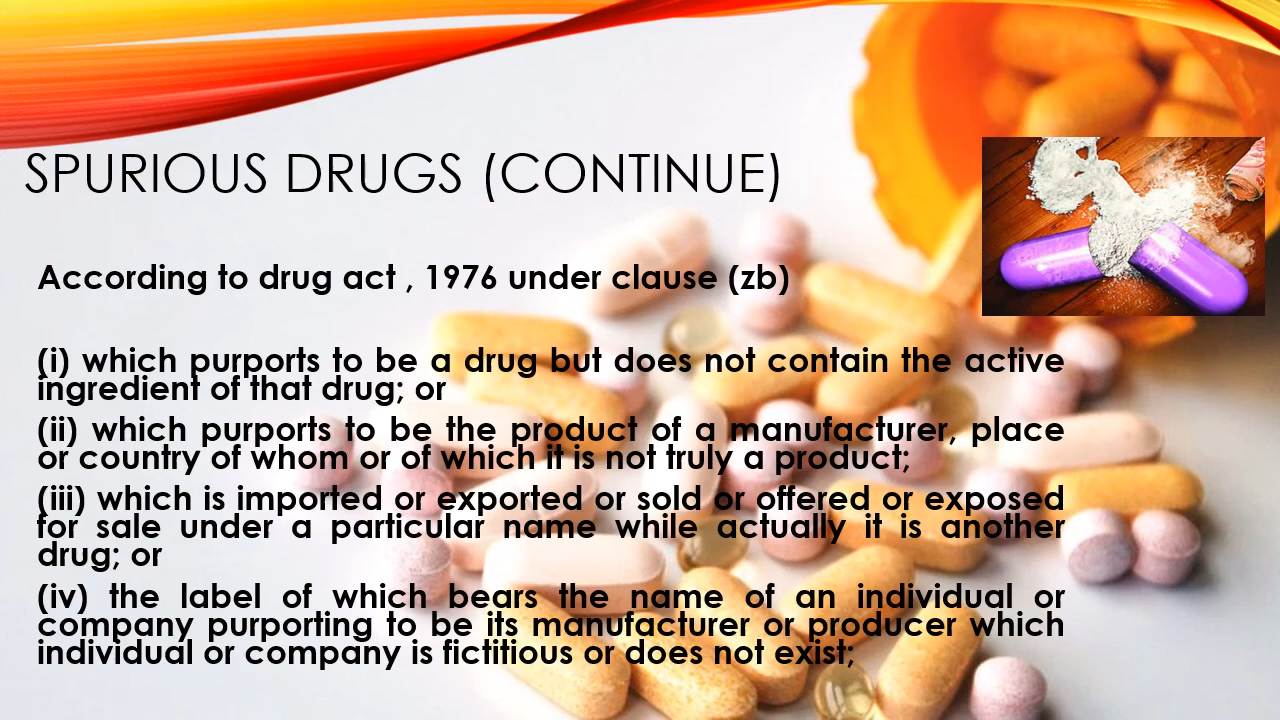 SPURIOUS DRUGS (CONTINUE)
According to drug act , 1976 under clause (zb)
(i) which purports to be a drug but does not contain the active
ingredient of that drug; or
(ii) which purports to be the product of a manufacturer, place
or country of whom or of which it is not truly a product;
(iii) which is imported or exported or sold or offered or exposed
for sale under a particular name while actually it is another
drug; or
(iv) the label of which bears the name of an individual or
company purporting to be its manufacturer or producer which
individual or company is fictitious or does not exist;